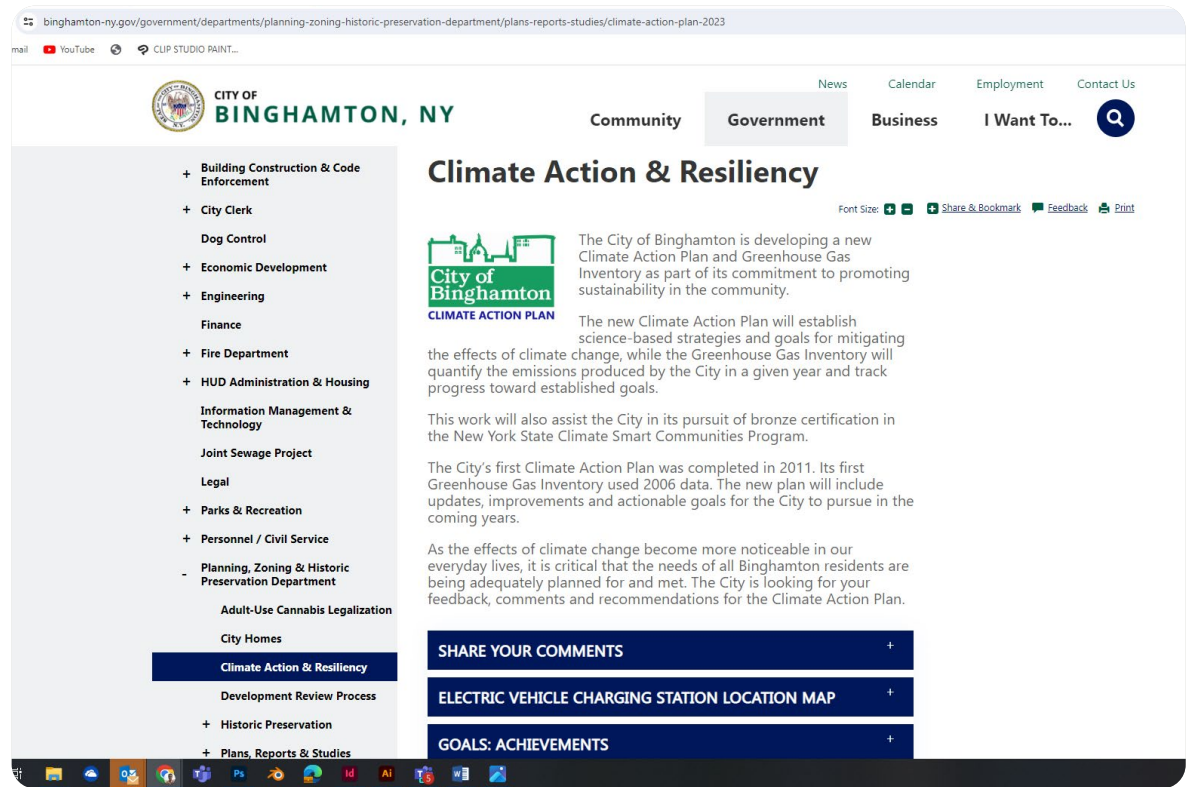 binghamton-ny.gov/government/departments/planning-zoning-historic-preservation-department/plans-reports-studies/climate-action-plan-2023
mail YouTube CLIP STUDIO PAINT...
News Calendar Employment Contact Us
CITY OF
BINGHAMTON, NY
Community Government Business I Want To...
+ Building Construction & Code
Enforcement
+ City Clerk
Dog Control
+ Economic Development
+ Engineering
Finance
+ Fire Department
+ HUD Administration & Housing
Information Management &
Technology
Joint Sewage Project
Legal
+ Parks & Recreation
+ Personnel / Civil Service
- Planning, Zoning & Historic
Preservation Department
Adult-Use Cannabis Legalization
City Homes
Climate Action & Resiliency
Development Review Process
+ Historic Preservation
+ Plans, Reports & Studies
Climate Action & Resiliency
Font Size: + - Share & Bookmark Feedback Print
City of
Binghamton
CLIMATE ACTION PLAN
The City of Binghamton is developing a new
Climate Action Plan and Greenhouse Gas
Inventory as part of its commitment to promoting
sustainability in the community.
The new Climate Action Plan will establish
science-based strategies and goals for mitigating
the effects of climate change, while the Greenhouse Gas Inventory will
quantify the emissions produced by the City in a given year and track
progress toward established goals.
This work will also assist the City in its pursuit of bronze certification in
the New York State Climate Smart Communities Program.
The City's first Climate Action Plan was completed in 2011. Its first
Greenhouse Gas Inventory used 2006 data. The new plan will include
updates, improvements and actionable goals for the City to pursue in the
coming years.
As the effects of climate change become more noticeable in our
everyday lives, it is critical that the needs of all Binghamton residents are
being adequately planned for and met. The City is looking for your
feedback, comments and recommendations for the Climate Action Plan.
SHARE YOUR COMMENTS +
ELECTRIC VEHICLE CHARGING STATION LOCATION MAP +
GOALS: ACHIEVEMENTS +
Ps Id Ai 5 W